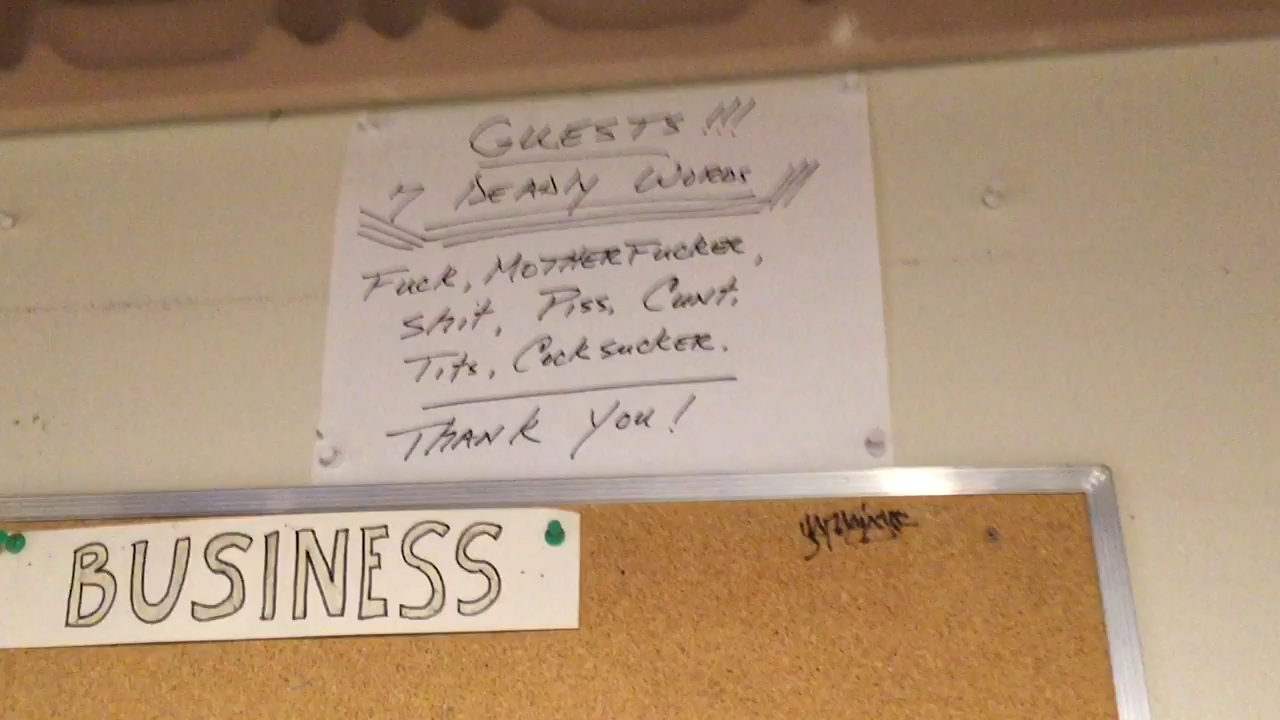 GUESTS!!!
7 DEADLY WORDS!!!
FUCK, MOTHERFUCKER,
Shit, Piss, Cunt,
Tits, COCKSUCKER.
THANK YOU!
BUSINESS